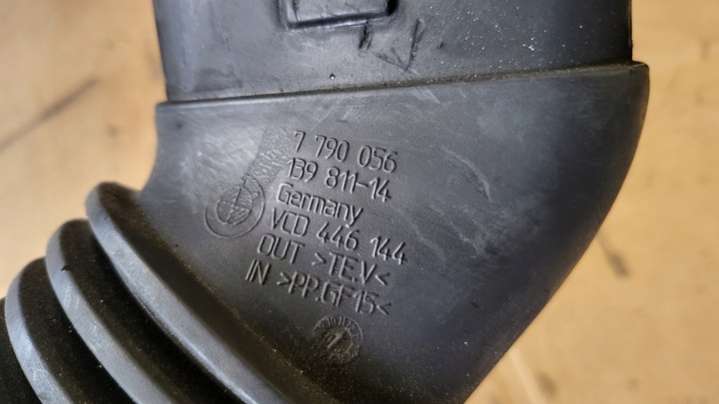 7 790 056
139 811-14
Germany
VCD 446 144
OUT >TE.V<
IN >PP.GF15<